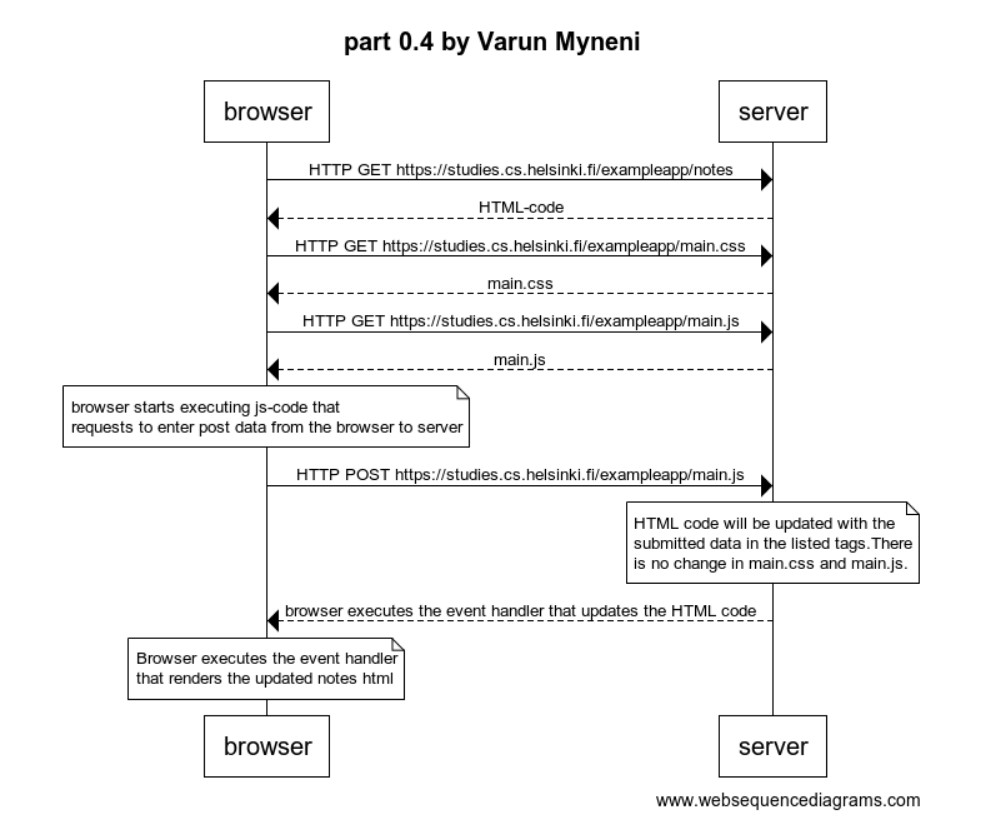 part 0.4 by Varun Myneni
browser
server
HTTP GET https://studies.cs.helsinki.fi/exampleapp/notes
HTML-code
HTTP GET https://studies.cs.helsinki.fi/exampleapp/main.css
main.css
HTTP GET https://studies.cs.helsinki.fi/exampleapp/main.js
main.js
browser starts executing js-code that
requests to enter post data from the browser to server
HTTP POST https://studies.cs.helsinki.fi/exampleapp/main.js
HTML code will be updated with the
submitted data in the listed tags.There
is no change in main.css and main.js.
browser executes the event handler that updates the HTML code
Browser executes the event handler
that renders the updated notes html
browser
server
www.websequencediagrams.com